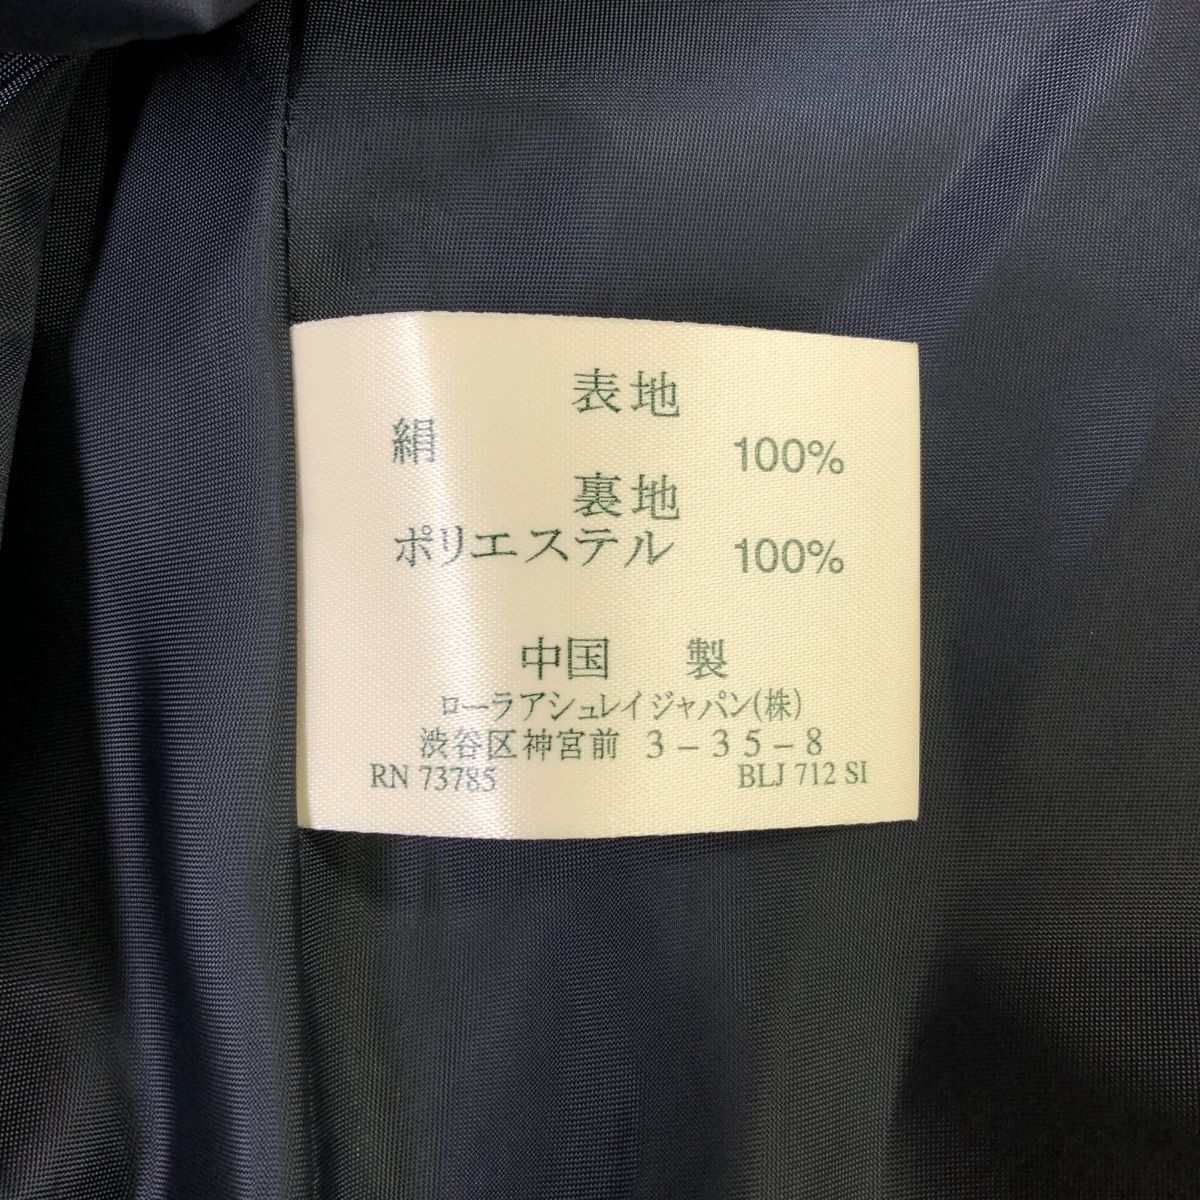 表地
絹 100%
裏地
ポリエステル 100%
中国 製
ローラアシュレイジャパン(株)
渋谷区神宮前 3-35-8
RN 73785 BLJ 712 SI